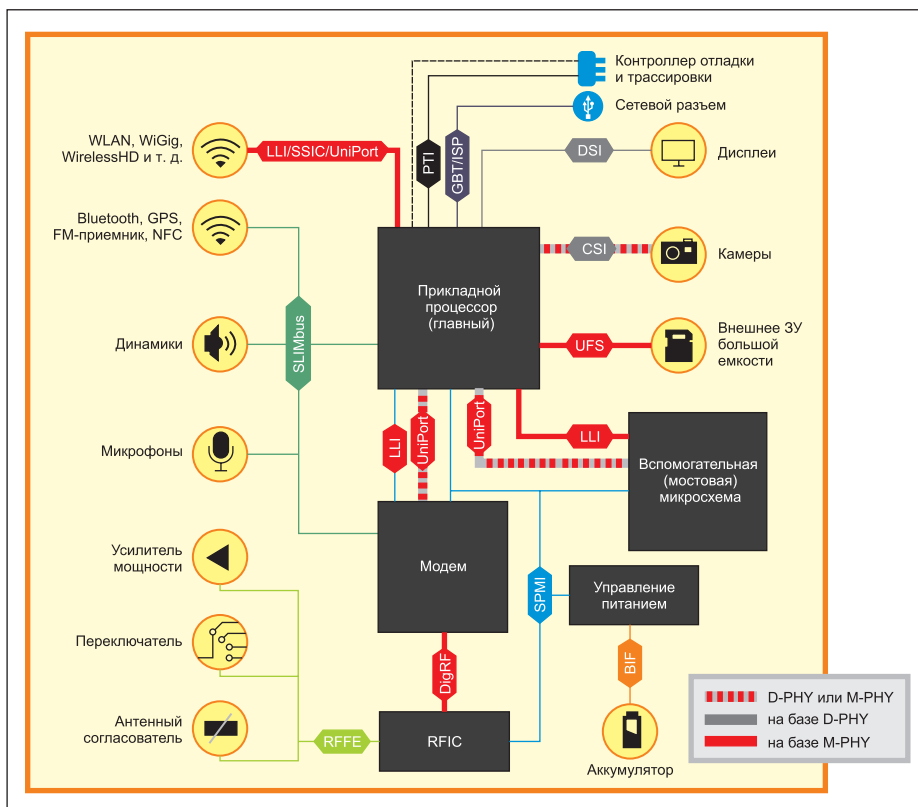 Контроллер отладки
и трассировки
Сетевой разъем
WLAN, WiGig,
WirelessHD и т. д.
LLI/SSIC/UniPort
PTI
GBT/ISP
DSI
Дисплеи
Bluetooth, GPS,
FM-приемник, NFC
CSI
Камеры
Прикладной
процессор
(главный)
SLIMbus
Динамики
UFS
Внешнее ЗУ
большой
емкости
LLI
UniPort
UniPort
LLI
Микрофоны
Вспомогательная
(мостовая)
микросхема
Усилитель
мощности
Модем
SPMI
Управление
питанием
Переключатель
DigRF
BIF
Антенный
согласователь
RFFE
RFIC
Аккумулятор
D-PHY или M-PHY
на базе D-PHY
на базе M-PHY